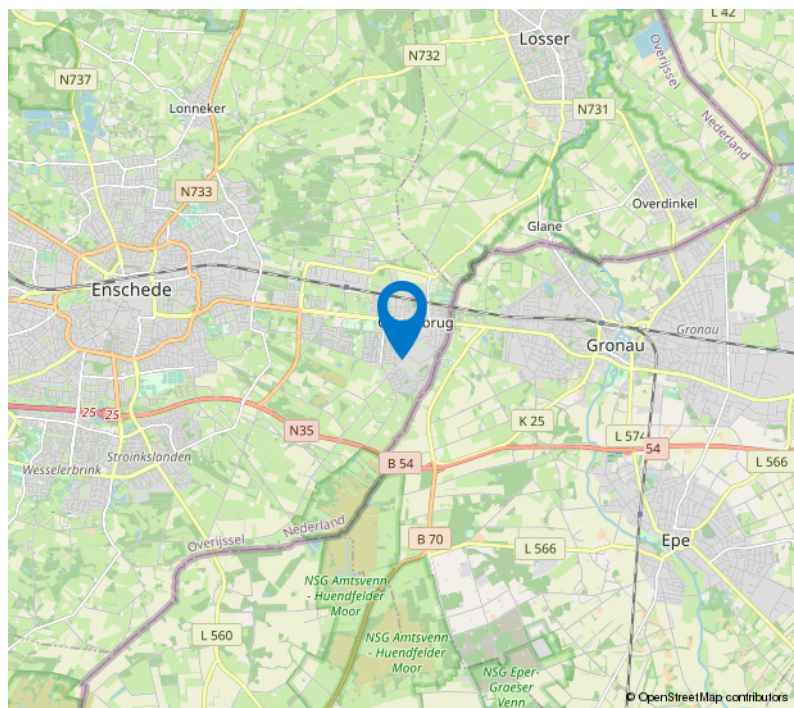 L 42
Losser
N732
N737
Overijssel
Nederland
Lonneker
N731
N733
Overdinkel
Glane
Enschede
brug
Gronau
Gronau
25
25
N35
K 25
L 574
54
Stroinkslanden
Wesselerbrink
B 54
L 566
Nederland
Overijssel
B 70
L 566
Epe
NSG Amtsvenn
- Huendfelder
Moor
L 560
NSG Amtsvenn
- Huendfelder
Moor
NSG Eper-
Graeser
Venn
© OpenStreetMap contributors